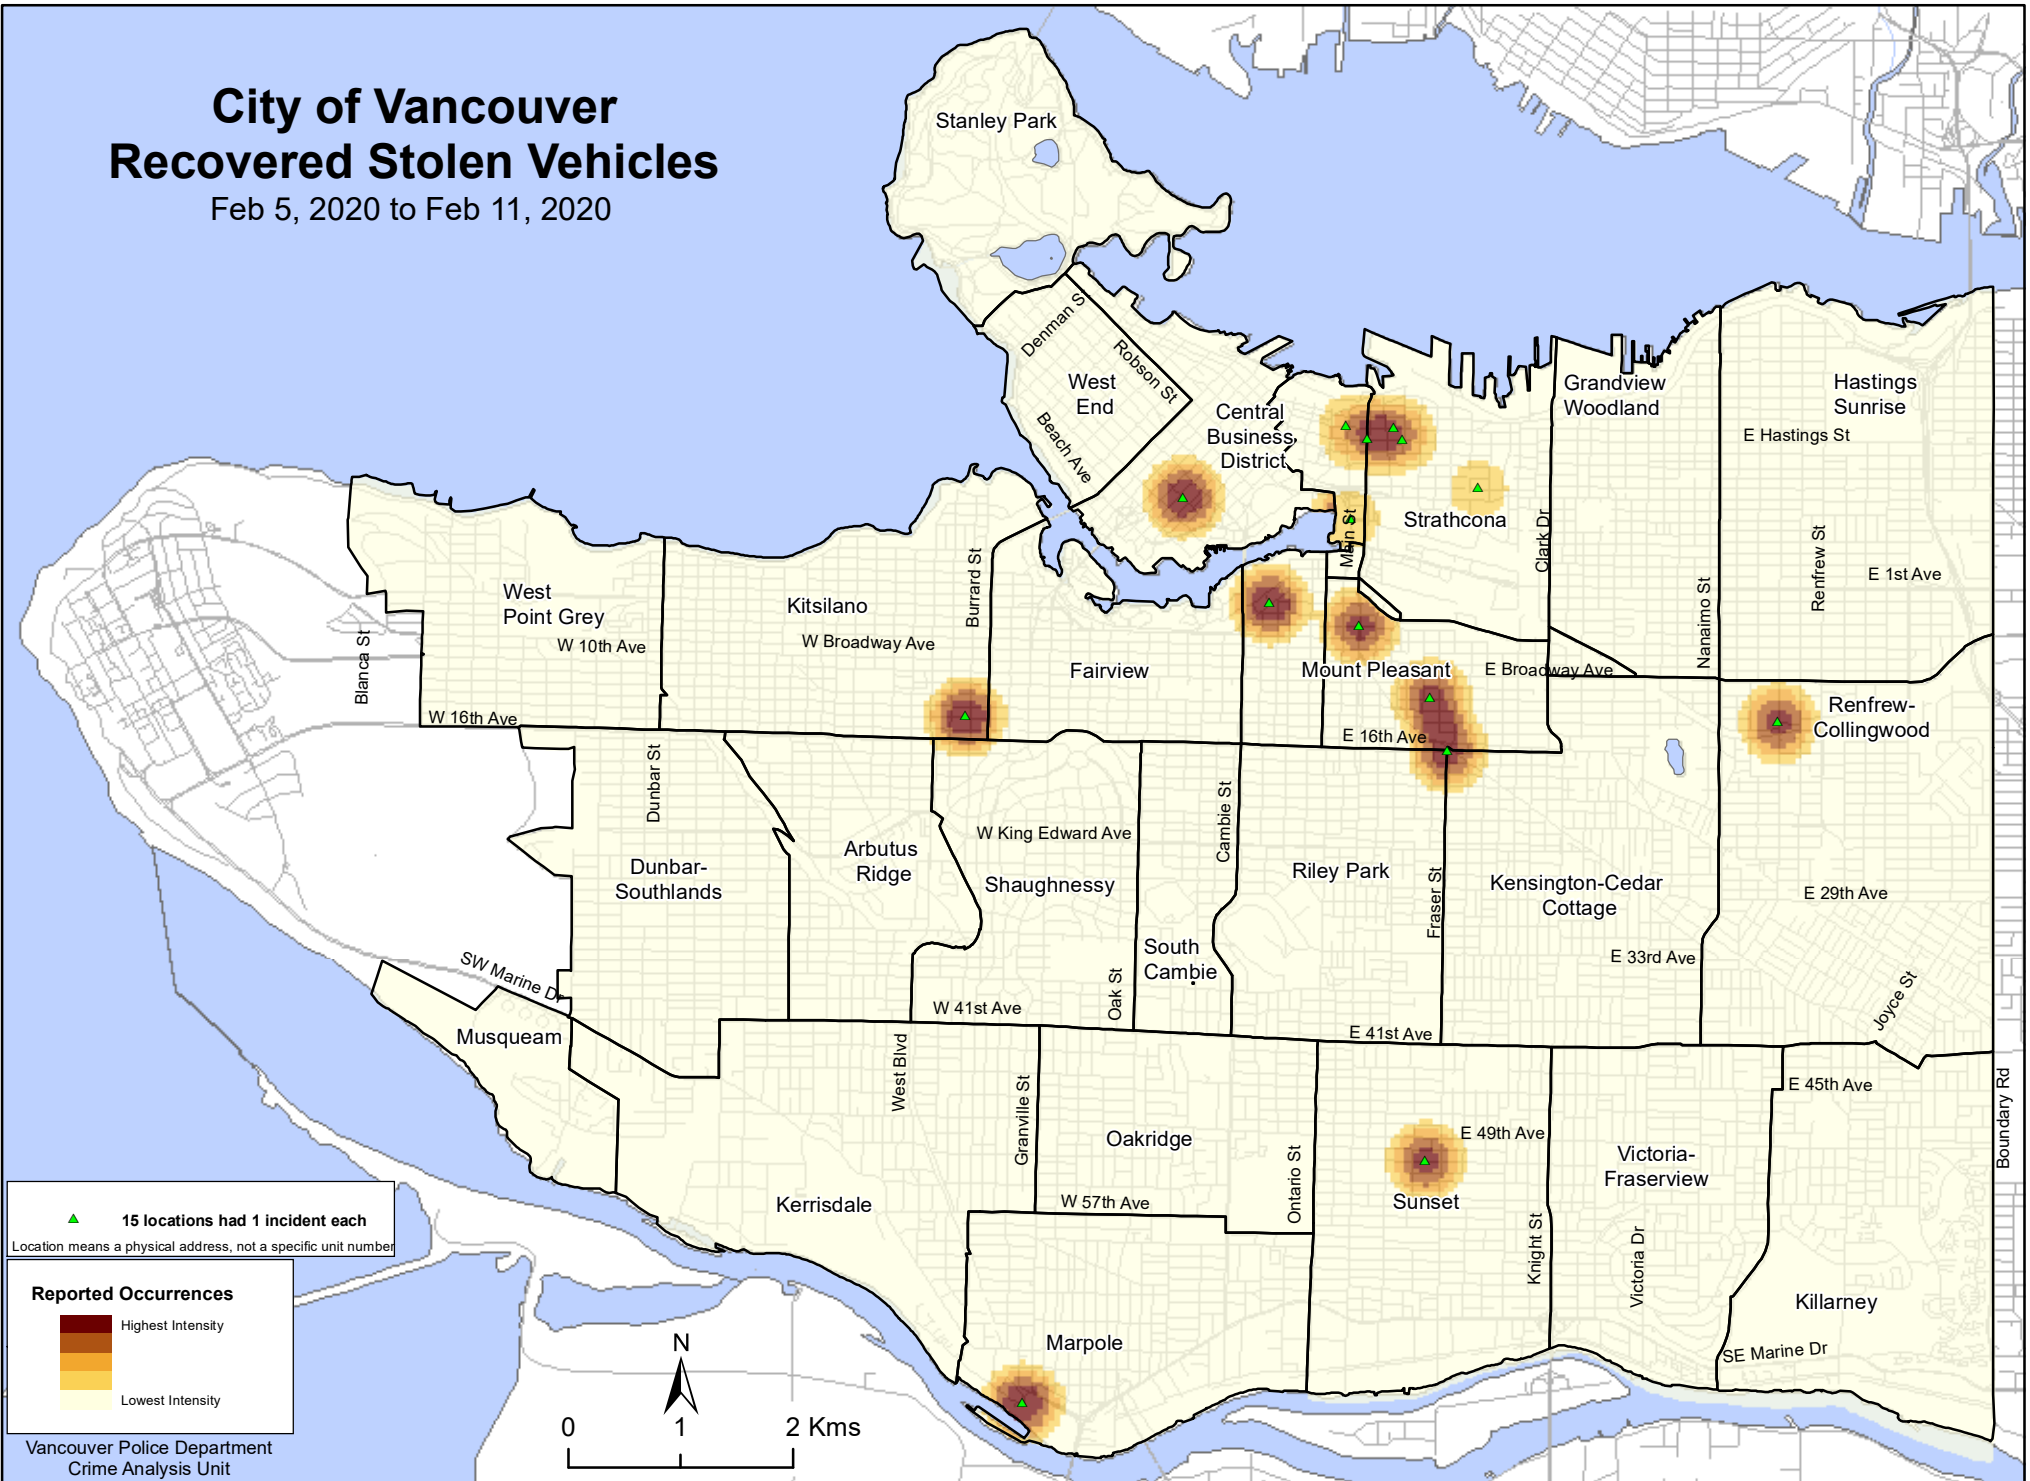 City of Vancouver
Recovered Stolen Vehicles
Feb 5, 2020 to Feb 11, 2020
Stanley Park
Denman S
Robson St
West
End
Beach Ave
Central
Business
District
Grandview
Woodland
Hastings
Sunrise
E Hastings St
Strathcona
Main St
Clark Dr
Renfrew St
E 1st Ave
Nanaimo St
West
Point Grey
W 10th Ave
Blanca St
W 16th Ave
Kitsilano
W Broadway Ave
Burrard St
Fairview
Mount Pleasant
E Broadway Ave
E 16th Ave
Renfrew-
Collingwood
Dunbar St
Dunbar-
Southlands
Arbutus
Ridge
W King Edward Ave
Shaughnessy
Cambie St
Riley Park
Fraser St
Kensington-Cedar
Cottage
E 29th Ave
South
Cambie
E 33rd Ave
SW Marine Dr
Oak St
W 41st Ave
E 41st Ave
Joyce St
Musqueam
West Blvd
Granville St
E 45th Ave
Boundary Rd
Oakridge
E 49th Ave
Victoria-
Fraserview
Kerrisdale
W 57th Ave
Ontario St
Sunset
Knight St
Victoria Dr
Killarney
Marpole
SE Marine Dr
15 locations had 1 incident each
Location means a physical address, not a specific unit number
Reported Occurrences
Highest Intensity
Lowest Intensity
Vancouver Police Department
Crime Analysis Unit
N
0 1 2 Kms